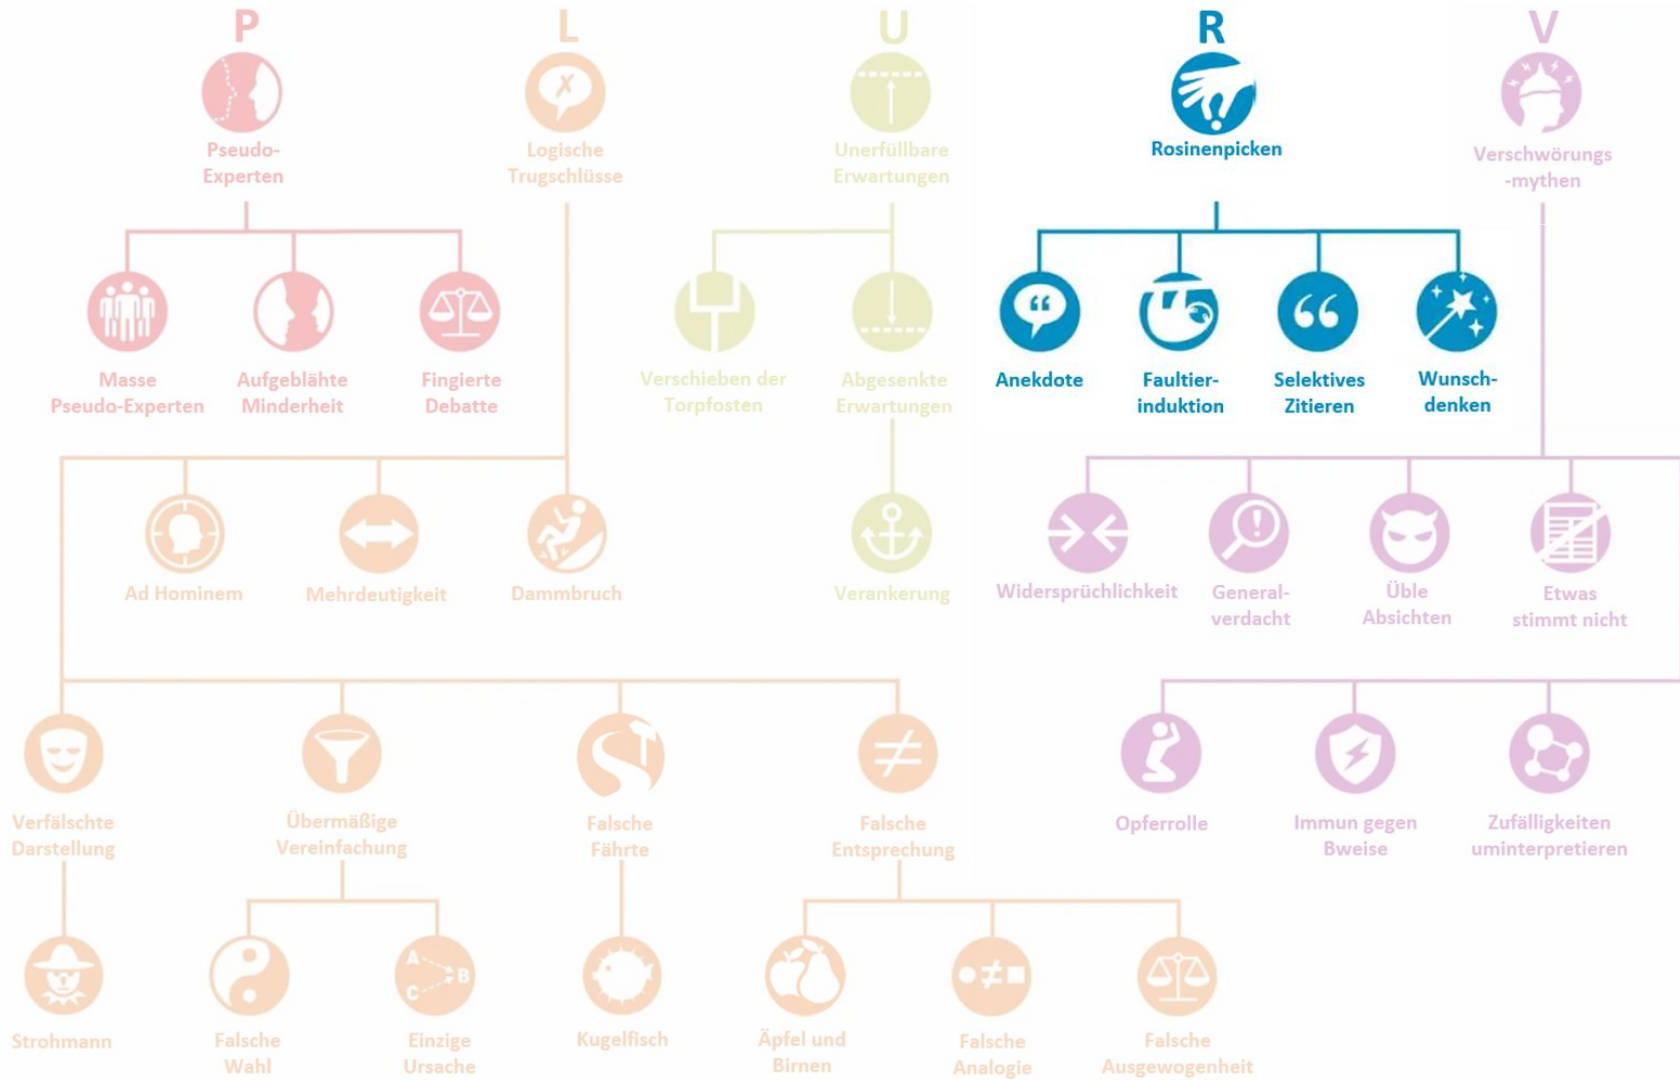 P
L
U
R
V
Pseudo-
Experten
Logische
Trugschlüsse
Unerfüllbare
Erwartungen
Rosinenpicken
Verschwörungs
-mythen
Masse
Pseudo-Experten
Aufgeblähte
Minderheit
Fingierte
Debatte
Verschieben der
Torpfosten
Abgesenkte
Erwartungen
Anekdote
Faultier-
induktion
Selektives
Zitieren
Wunsch-
denken
Ad Hominem
Mehrdeutigkeit
Dammbruch
Verankerung
Widersprüchlichkeit
General-
verdacht
Üble
Absichten
Etwas
stimmt nicht
Verfälschte
Darstellung
Übermäßige
Vereinfachung
Falsche
Fährte
Falsche
Entsprechung
Opferrolle
Immun gegen
Bweise
Zufälligkeiten
uminterpretieren
A
B
C
Strohmann
Falsche
Wahl
Einzige
Ursache
Kugelfisch
Äpfel und
Birnen
Falsche
Analogie
Falsche
Ausgewogenheit